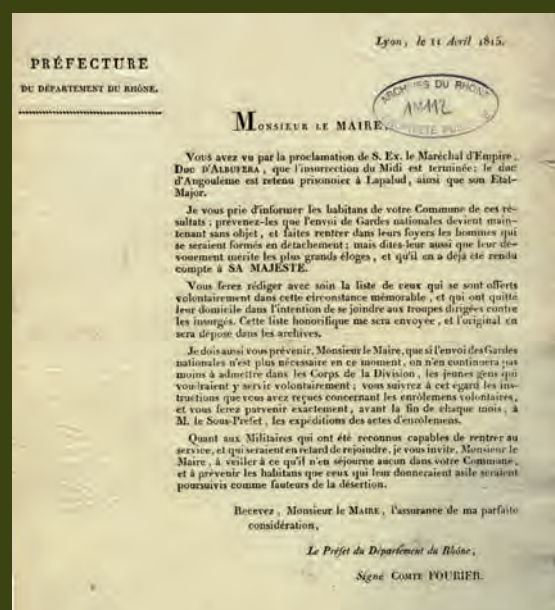 Lyon, le 11 Avril 1815.
PRÉFECTURE
DU DÉPARTEMENT DU RHÔNE.
ARCHIVES DU RHÔNE
1M112
MONSIEUR LE MAIRE,
Vous avez vu par la proclamation de S. Ex. le Maréchal d'Empire,
DUC D'ALBUFERA, que l'insurrection du Midi est terminée; le duc
d'Angoulême est retenu prisonnier à Lapalud, ainsi que son Etat-
Major.
Je vous prie d'informer les habitans de votre Commune de ces ré-
sultats; prévenez-les que l'envoi de Gardes nationales devient main-
tenant sans objet, et faites rentrer dans leurs foyers les hommes qui
se seraient formés en détachement; mais dites-leur aussi que leur dé-
vouement mérite les plus grands éloges, et qu'il en a déjà été rendu
compte à SA MAJESTÉ.
Vous ferez rédiger avec soin la liste de ceux qui se sont offerts
volontairement dans cette circonstance mémorable, et qui ont quitté
leur domicile dans l'intention de se joindre aux troupes dirigées contre
les insurgés. Cette liste honorifique me sera envoyée, et l'original en
sera déposé dans les archives.
Je dois aussi vous prévenir, Monsieur le Maire, que si l'envoi des Gardes
nationales n'est plus nécessaire en ce moment, on n'en continuera pas
moins à admettre dans les Corps de la Division, les jeunes gens qui
voudraient y servir volontairement; vous suivrez à cet égard les ins-
tructions que vous avez reçues concernant les enrôlemens volontaires,
et vous ferez parvenir exactement, avant la fin de chaque mois, à
M. le Sous-Préfet, les expéditions des actes d'enrôlemens.
Quant aux Militaires qui ont été reconnus capables de rentrer au
service, et qui seraient en retard de rejoindre, je vous invite, Monsieur le
Maire, à veiller à ce qu'il n'en séjourne aucun dans votre Commune,
et à prévenir les habitans que ceux qui leur donneraient asile seraient
poursuivis comme fauteurs de la désertion.
Recevez, Monsieur le MAIRE, l'assurance de ma parfaite
considération,
Le Préfet du Département du Rhône,
Signé COMTE FOURIER.